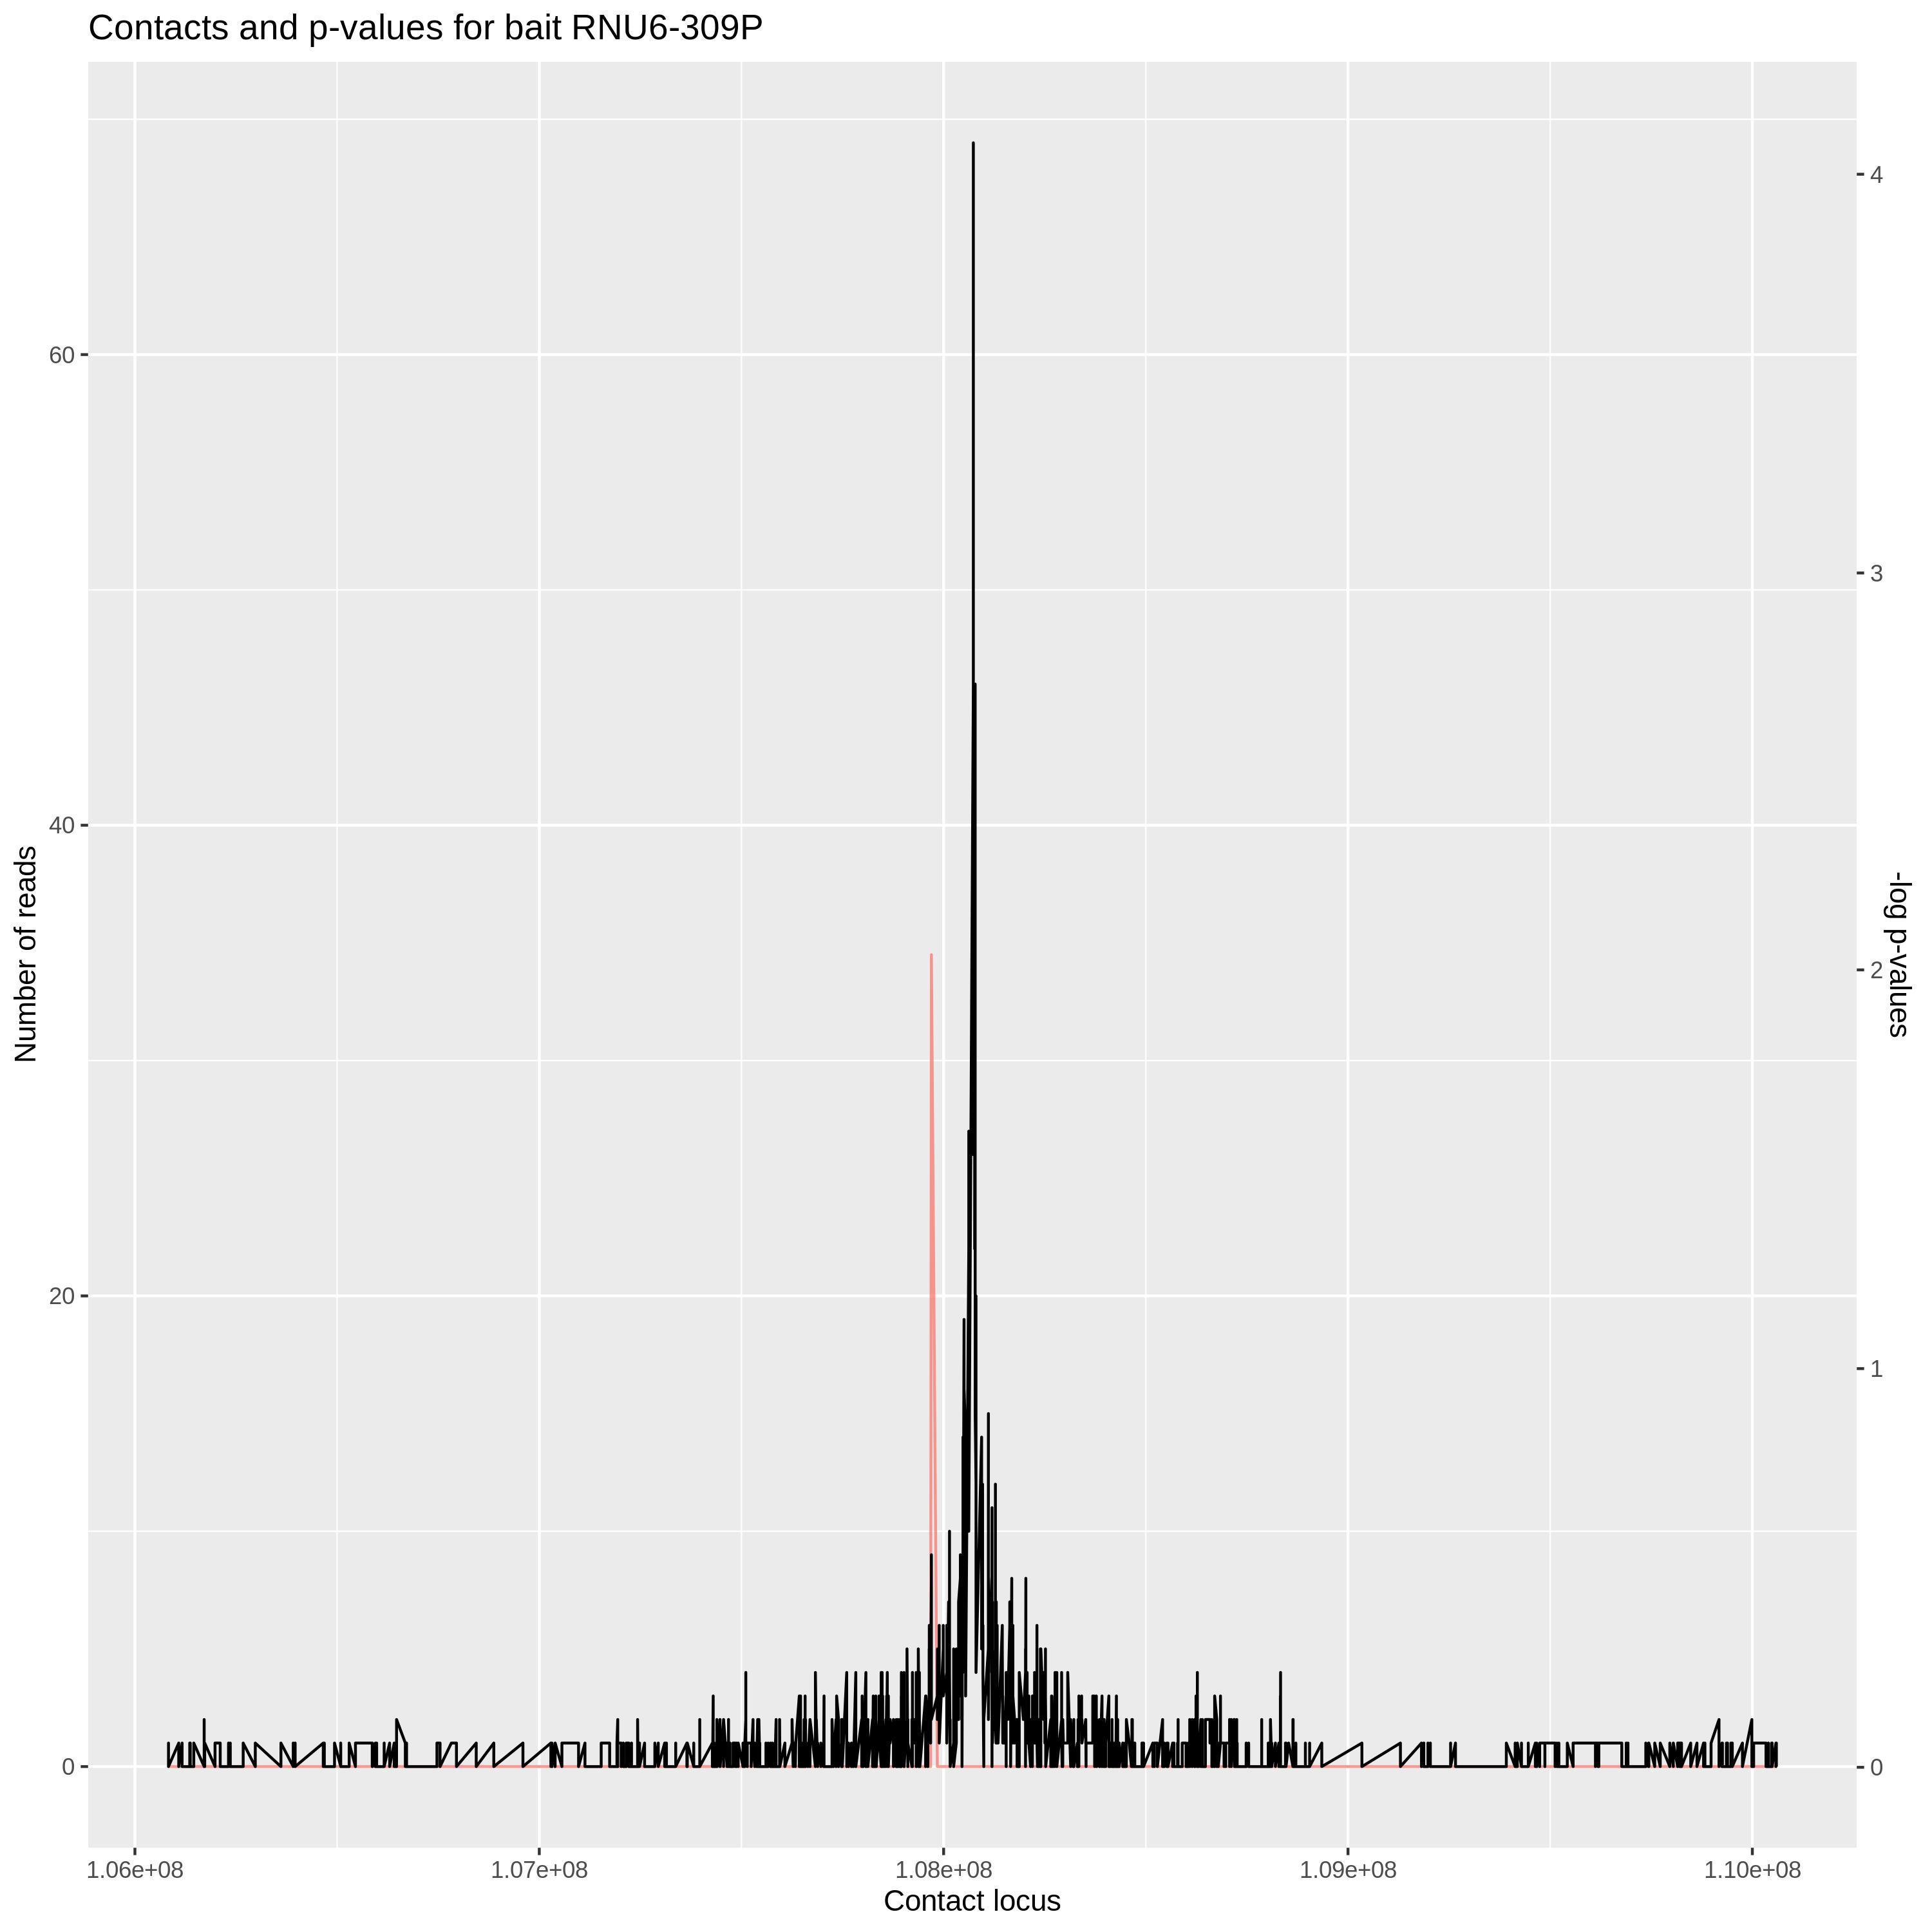 Contacts and p-values for bait RNU6-309P
Number of reads
60
40
20
0
4
3
2
1
0
-log p-values
1.06e+08 1.07e+08 1.08e+08 1.09e+08 1.10e+08
Contact locus